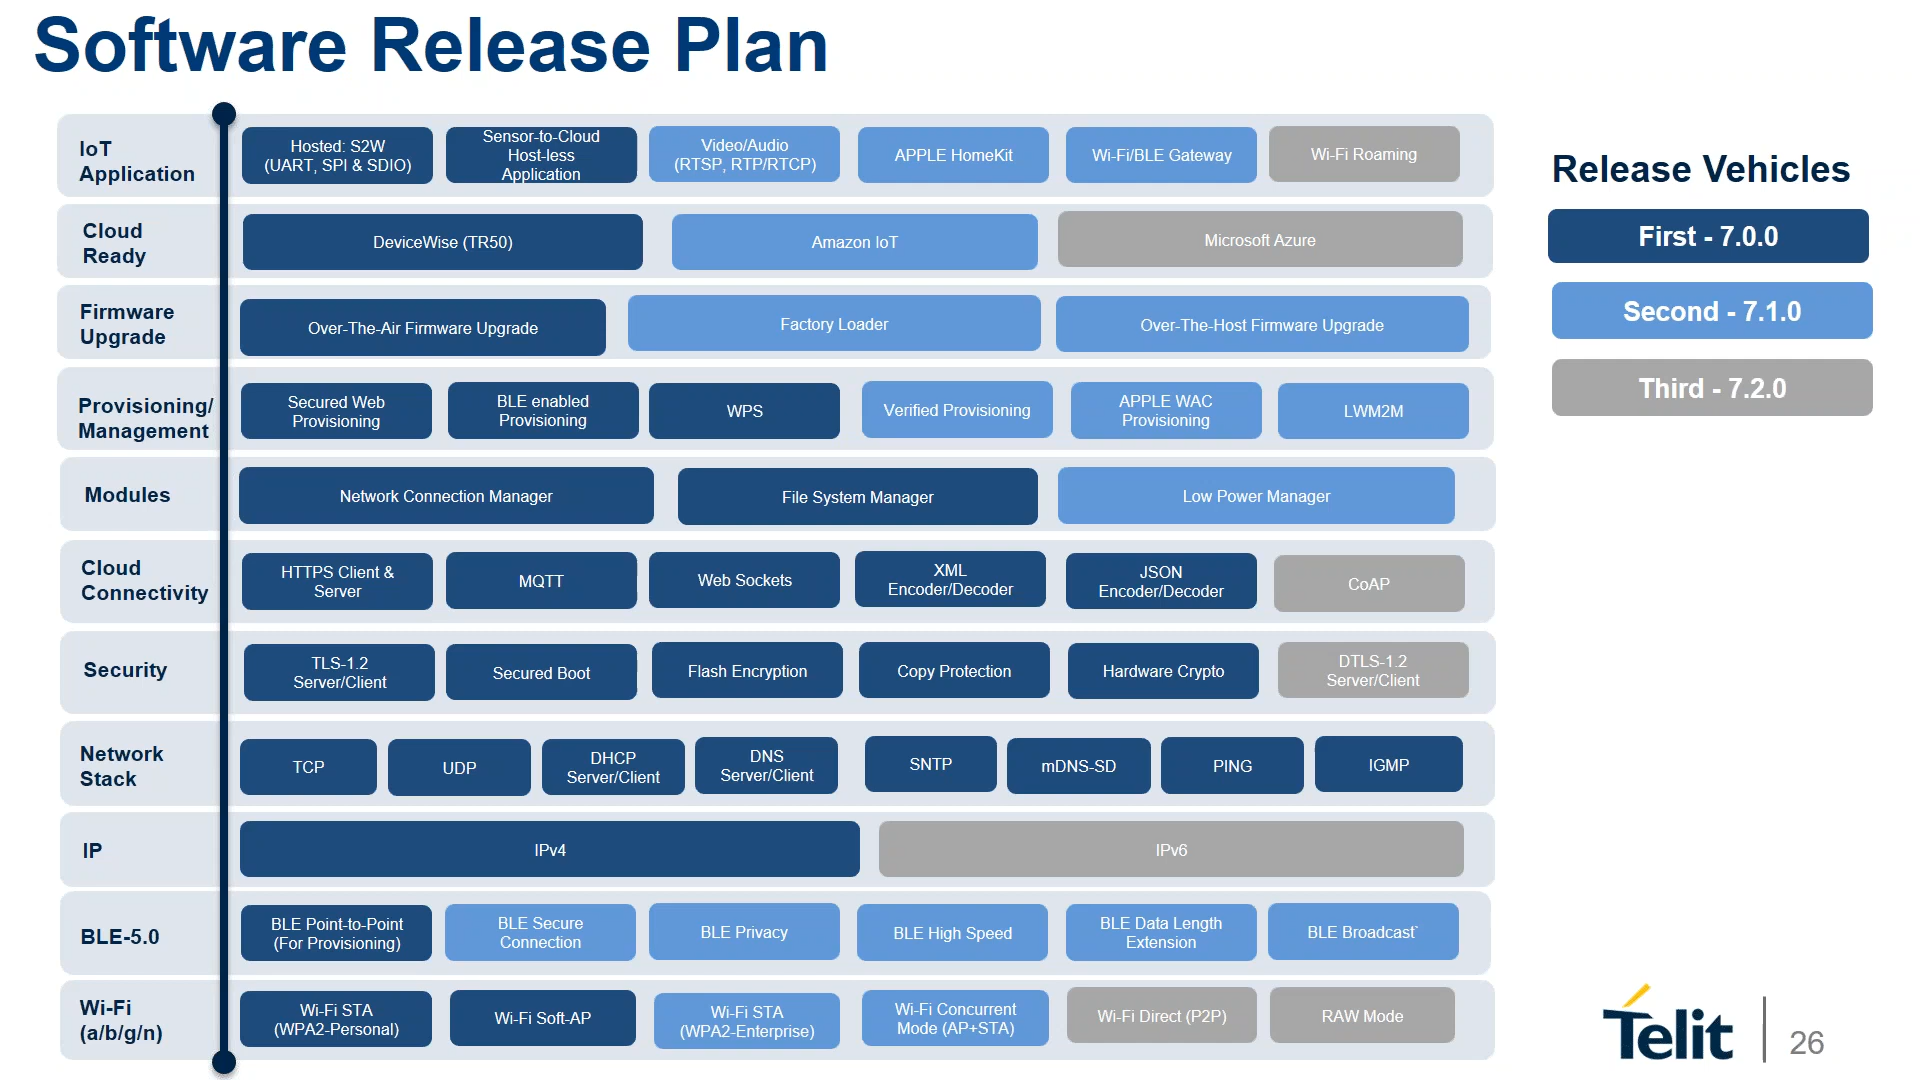 Software Release Plan
IoT
Application
Hosted: S2W
(UART, SPI & SDIO)
Sensor-to-Cloud
Host-less
Application
Video/Audio
(RTSP, RTP/RTCP)
APPLE HomeKit
Wi-Fi/BLE Gateway
Wi-Fi Roaming
Cloud
Ready
DeviceWise (TR50)
Amazon IoT
Microsoft Azure
Firmware
Upgrade
Over-The-Air Firmware Upgrade
Factory Loader
Over-The-Host Firmware Upgrade
Provisioning/
Management
Secured Web
Provisioning
BLE enabled
Provisioning
WPS
Verified Provisioning
APPLE WAC
Provisioning
LWM2M
Modules
Network Connection Manager
File System Manager
Low Power Manager
Cloud
Connectivity
HTTPS Client &
Server
MQTT
Web Sockets
XML
Encoder/Decoder
JSON
Encoder/Decoder
CoAP
Security
TLS-1.2
Server/Client
Secured Boot
Flash Encryption
Copy Protection
Hardware Crypto
DTLS-1.2
Server/Client
Network
Stack
TCP
UDP
DHCP
Server/Client
DNS
Server/Client
SNTP
mDNS-SD
PING
IGMP
IP
IPv4
IPv6
BLE-5.0
BLE Point-to-Point
(For Provisioning)
BLE Secure
Connection
BLE Privacy
BLE High Speed
BLE Data Length
Extension
BLE Broadcast`
Wi-Fi
(a/b/g/n)
Wi-Fi STA
(WPA2-Personal)
Wi-Fi Soft-AP
Wi-Fi STA
(WPA2-Enterprise)
Wi-Fi Concurrent
Mode (AP+STA)
Wi-Fi Direct (P2P)
RAW Mode
Release Vehicles
First - 7.0.0
Second - 7.1.0
Third - 7.2.0
Telit
26